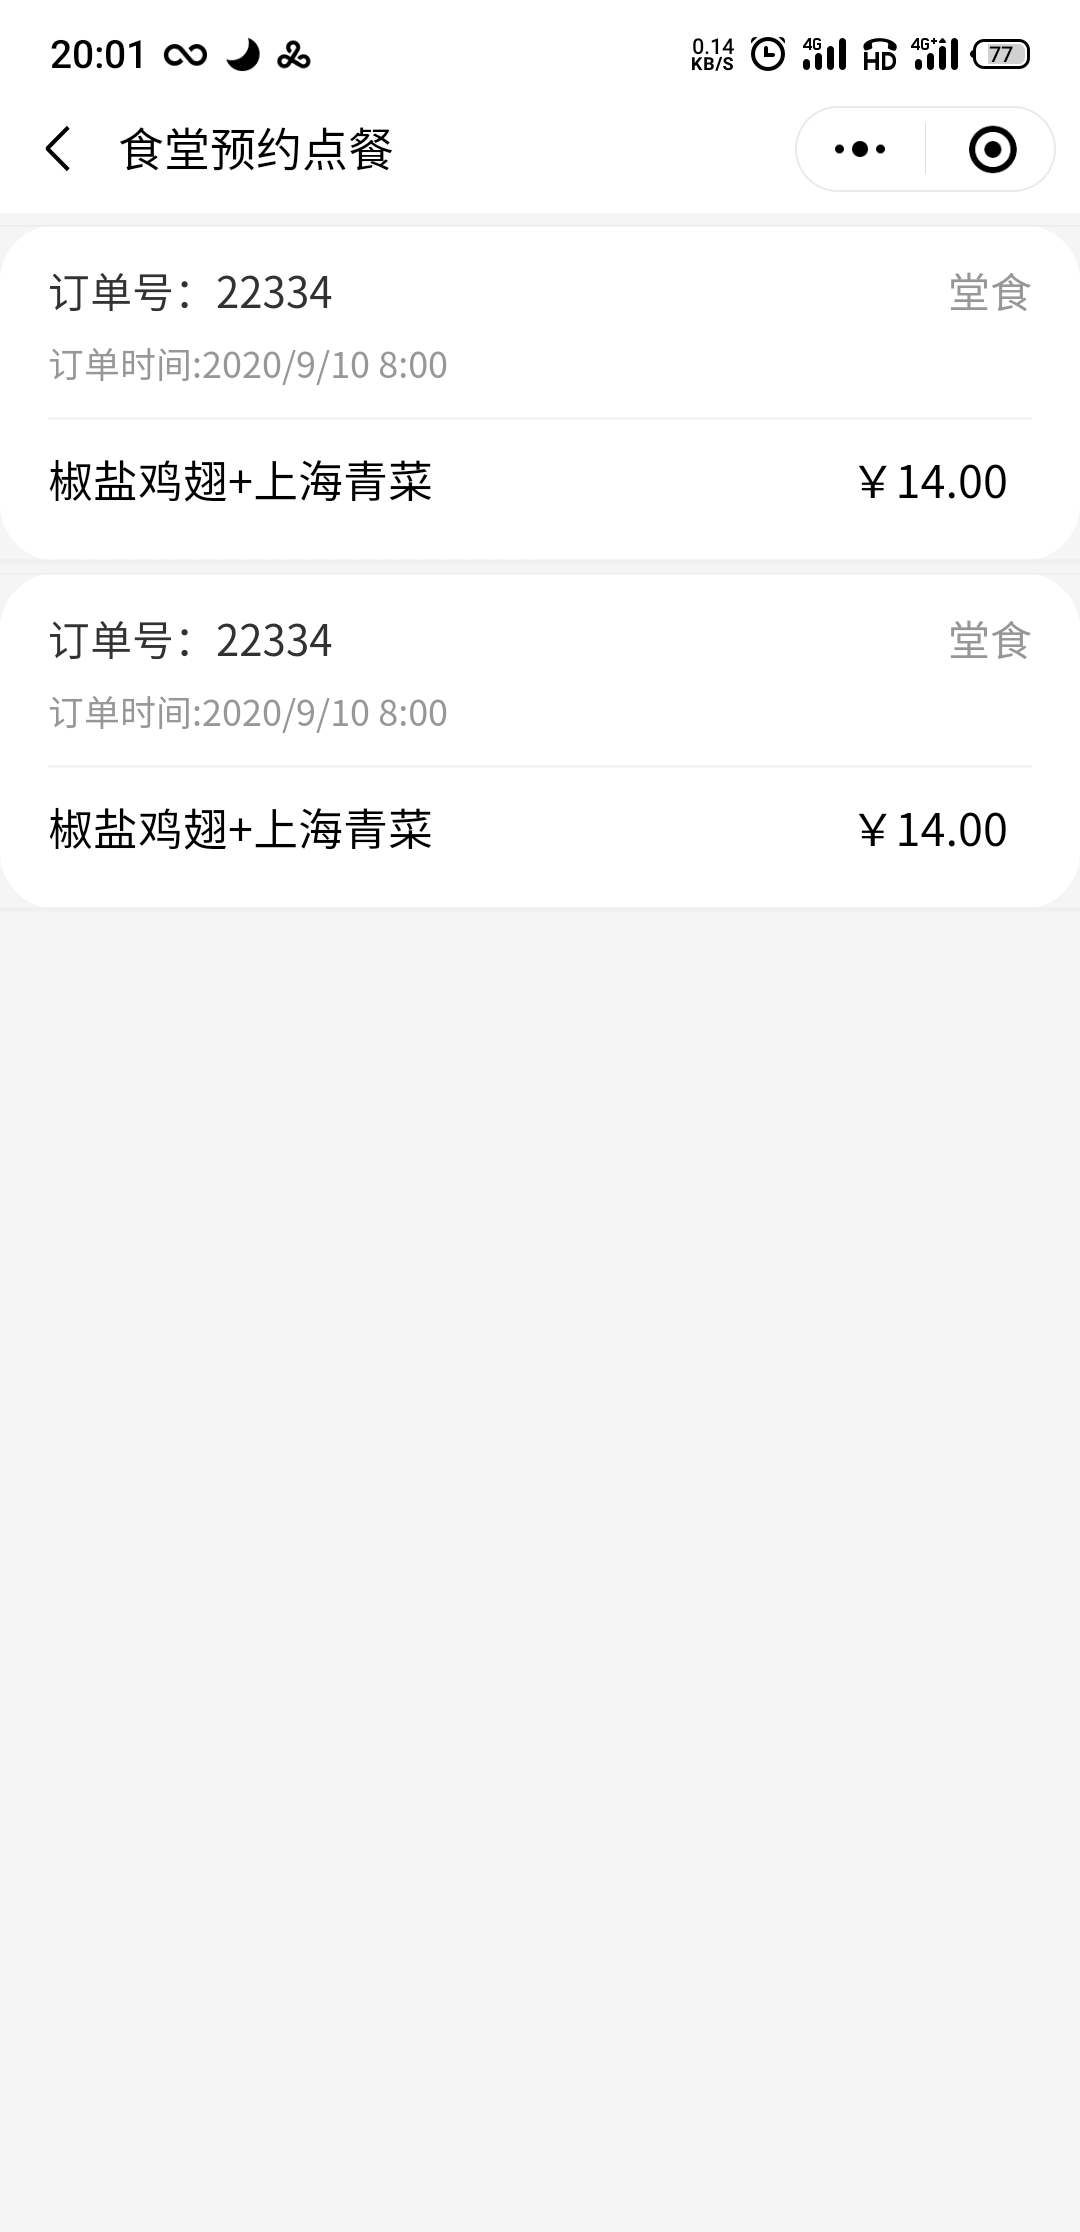 20:01
0.14
KB/S
4G
HD
4G+
77
食堂预约点餐
订单号：22334
堂食
订单时间:2020/9/10 8:00
椒盐鸡翅+上海青菜
￥14.00
订单号：22334
堂食
订单时间:2020/9/10 8:00
椒盐鸡翅+上海青菜
￥14.00